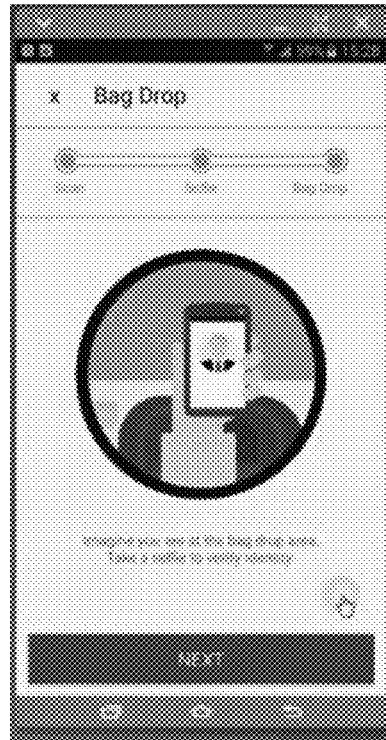 x Bag Drop
Scan Selfie Bag Drop
Imagine you are at the bag drop area.
Take a selfie to verify identity
NEXT